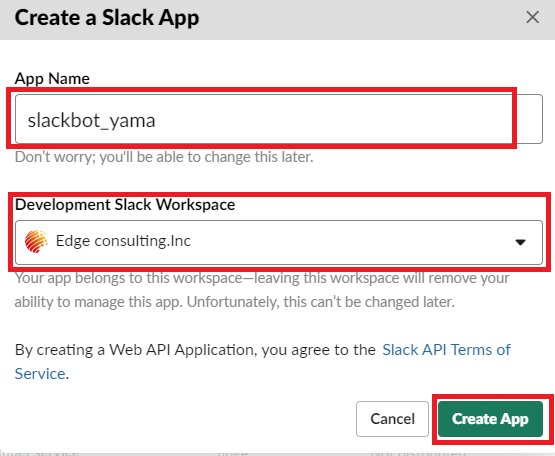 Create a Slack App
App Name
slackbot_yama
Don't worry; you'll be able to change this later.
Development Slack Workspace
Edge consulting.Inc
Your app belongs to this workspace—leaving this workspace will remove your
ability to manage this app. Unfortunately, this can't be changed later.
By creating a Web API Application, you agree to the Slack API Terms of
Service.
Cancel
Create App